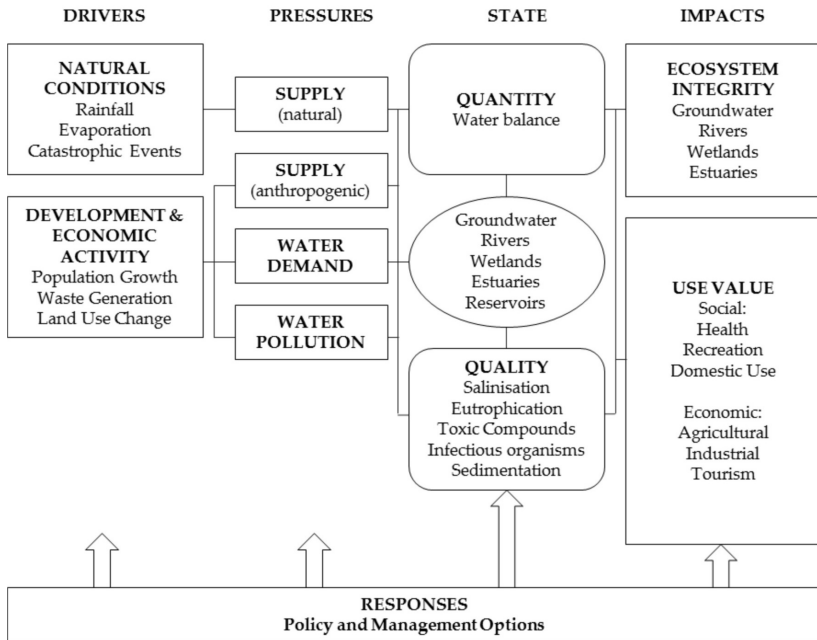 DRIVERS
PRESSURES
STATE
IMPACTS
NATURAL
CONDITIONS
Rainfall
Evaporation
Catastrophic Events
DEVELOPMENT &
ECONOMIC
ACTIVITY
Population Growth
Waste Generation
Land Use Change
SUPPLY
(natural)
SUPPLY
(anthropogenic)
WATER
DEMAND
WATER
POLLUTION
QUANTITY
Water balance
Groundwater
Rivers
Wetlands
Estuaries
Reservoirs
QUALITY
Salinisation
Eutrophication
Toxic Compounds
Infectious organisms
Sedimentation
ECOSYSTEM
INTEGRITY
Groundwater
Rivers
Wetlands
Estuaries
USE VALUE
Social:
Health
Recreation
Domestic Use
Economic:
Agricultural
Industrial
Tourism
RESPONSES
Policy and Management Options